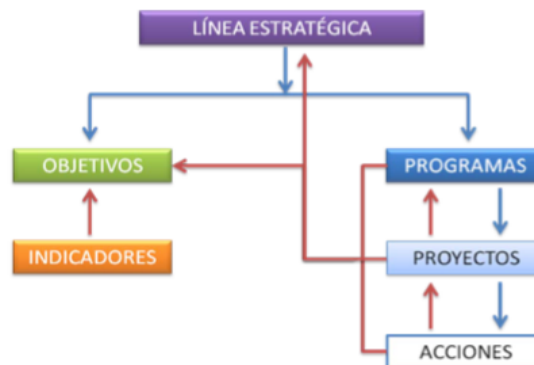 LÍNEA ESTRATÉGICA
OBJETIVOS
PROGRAMAS
INDICADORES
PROYECTOS
ACCIONES